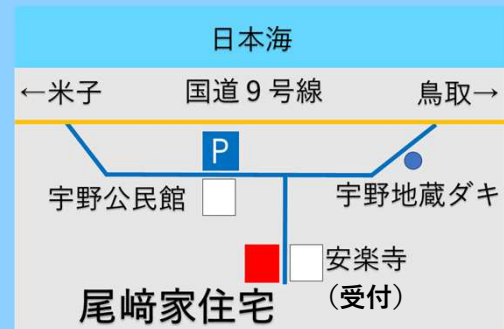 日本海
←米子 国道９号線 鳥取→
P
宇野公民館
宇野地蔵ダキ
安楽寺
（受付）
尾﨑家住宅